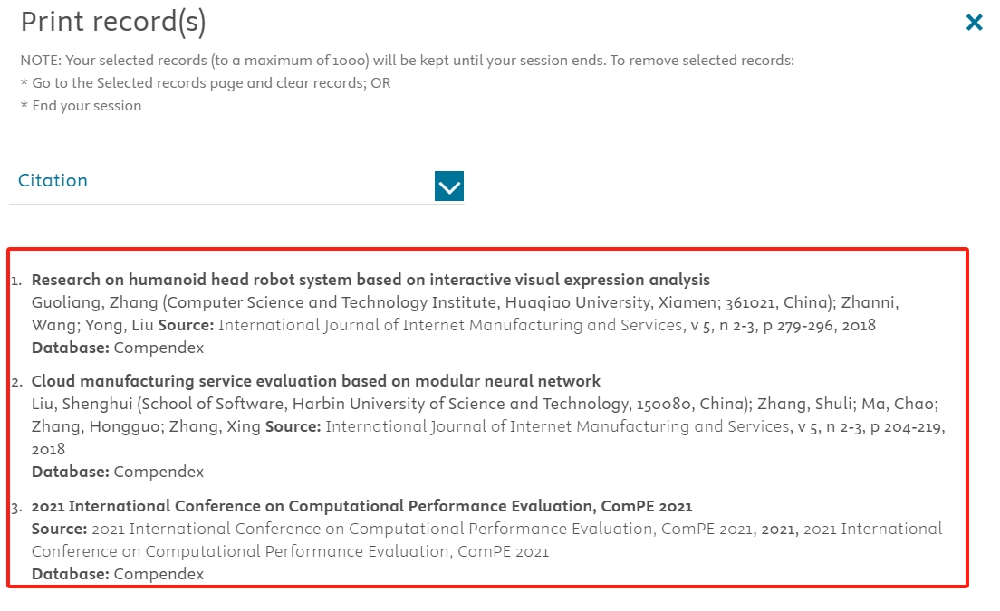 Print record(s)
NOTE: Your selected records (to a maximum of 1000) will be kept until your session ends. To remove selected records:
* Go to the Selected records page and clear records; OR
* End your session
Citation
1. Research on humanoid head robot system based on interactive visual expression analysis
Guoliang, Zhang (Computer Science and Technology Institute, Huaqiao University, Xiamen; 361021, China); Zhanni,
Wang; Yong, Liu Source: International Journal of Internet Manufacturing and Services, v 5, n 2-3, p 279-296, 2018
Database: Compendex
2. Cloud manufacturing service evaluation based on modular neural network
Liu, Shenghui (School of Software, Harbin University of Science and Technology, 150080, China); Zhang, Shuli; Ma, Chao;
Zhang, Hongguo; Zhang, Xing Source: International Journal of Internet Manufacturing and Services, v 5, n 2-3, p 204-219,
2018
Database: Compendex
3. 2021 International Conference on Computational Performance Evaluation, ComPE 2021
Source: 2021 International Conference on Computational Performance Evaluation, ComPE 2021, 2021, 2021 International
Conference on Computational Performance Evaluation, ComPE 2021
Database: Compendex